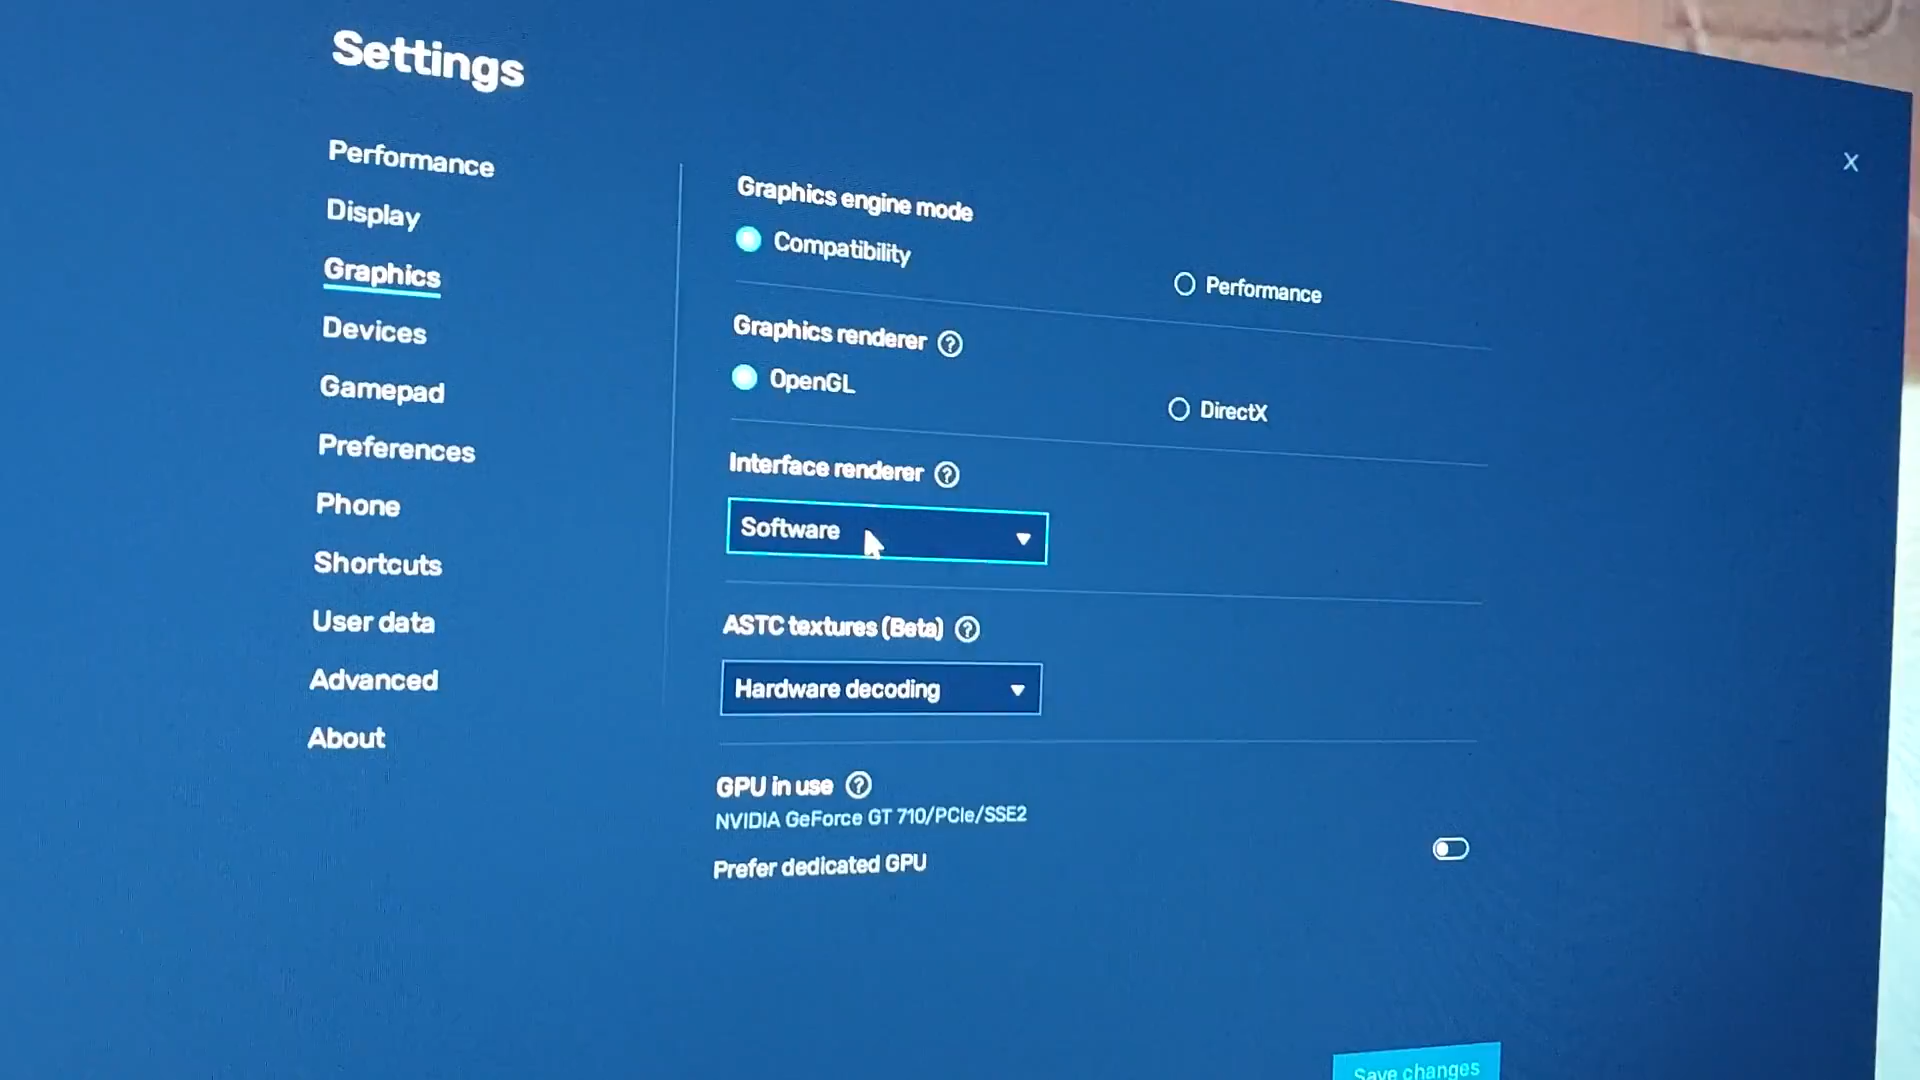 Settings
Performance
Display
Graphics
Devices
Gamepad
Preferences
Phone
Shortcuts
User data
Advanced
About
X
Graphics engine mode
Compatibility
Performance
Graphics renderer ?
OpenGL
DirectX
Interface renderer ?
Software
ASTC textures (Beta) ?
Hardware decoding
GPU in use ?
NVIDIA GeForce GT 710/PCIe/SSE2
Prefer dedicated GPU
Save changes